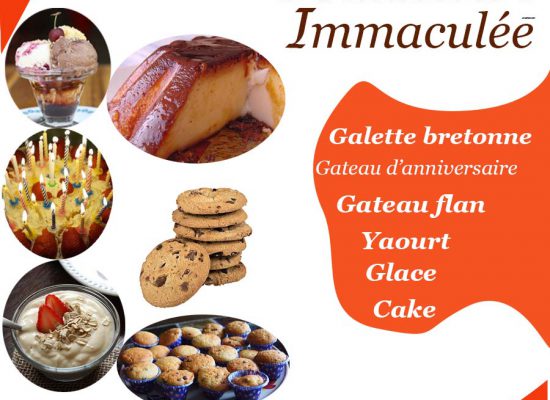 Immaculée
Galette bretonne
Gateau d'anniversaire
Gateau flan
Yaourt
Glace
Cake